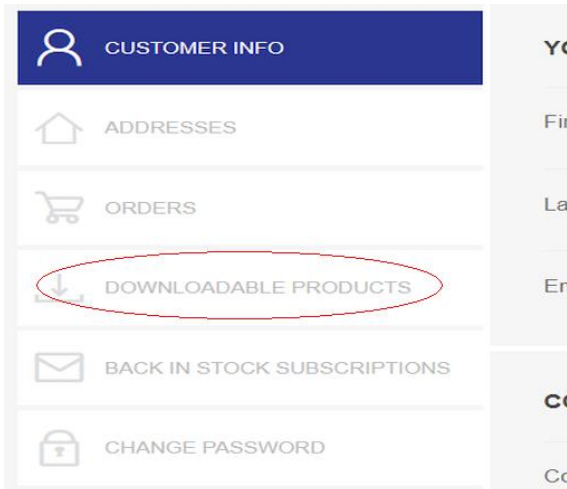 CUSTOMER INFO
ADDRESSES
ORDERS
DOWNLOADABLE PRODUCTS
BACK IN STOCK SUBSCRIPTIONS
CHANGE PASSWORD